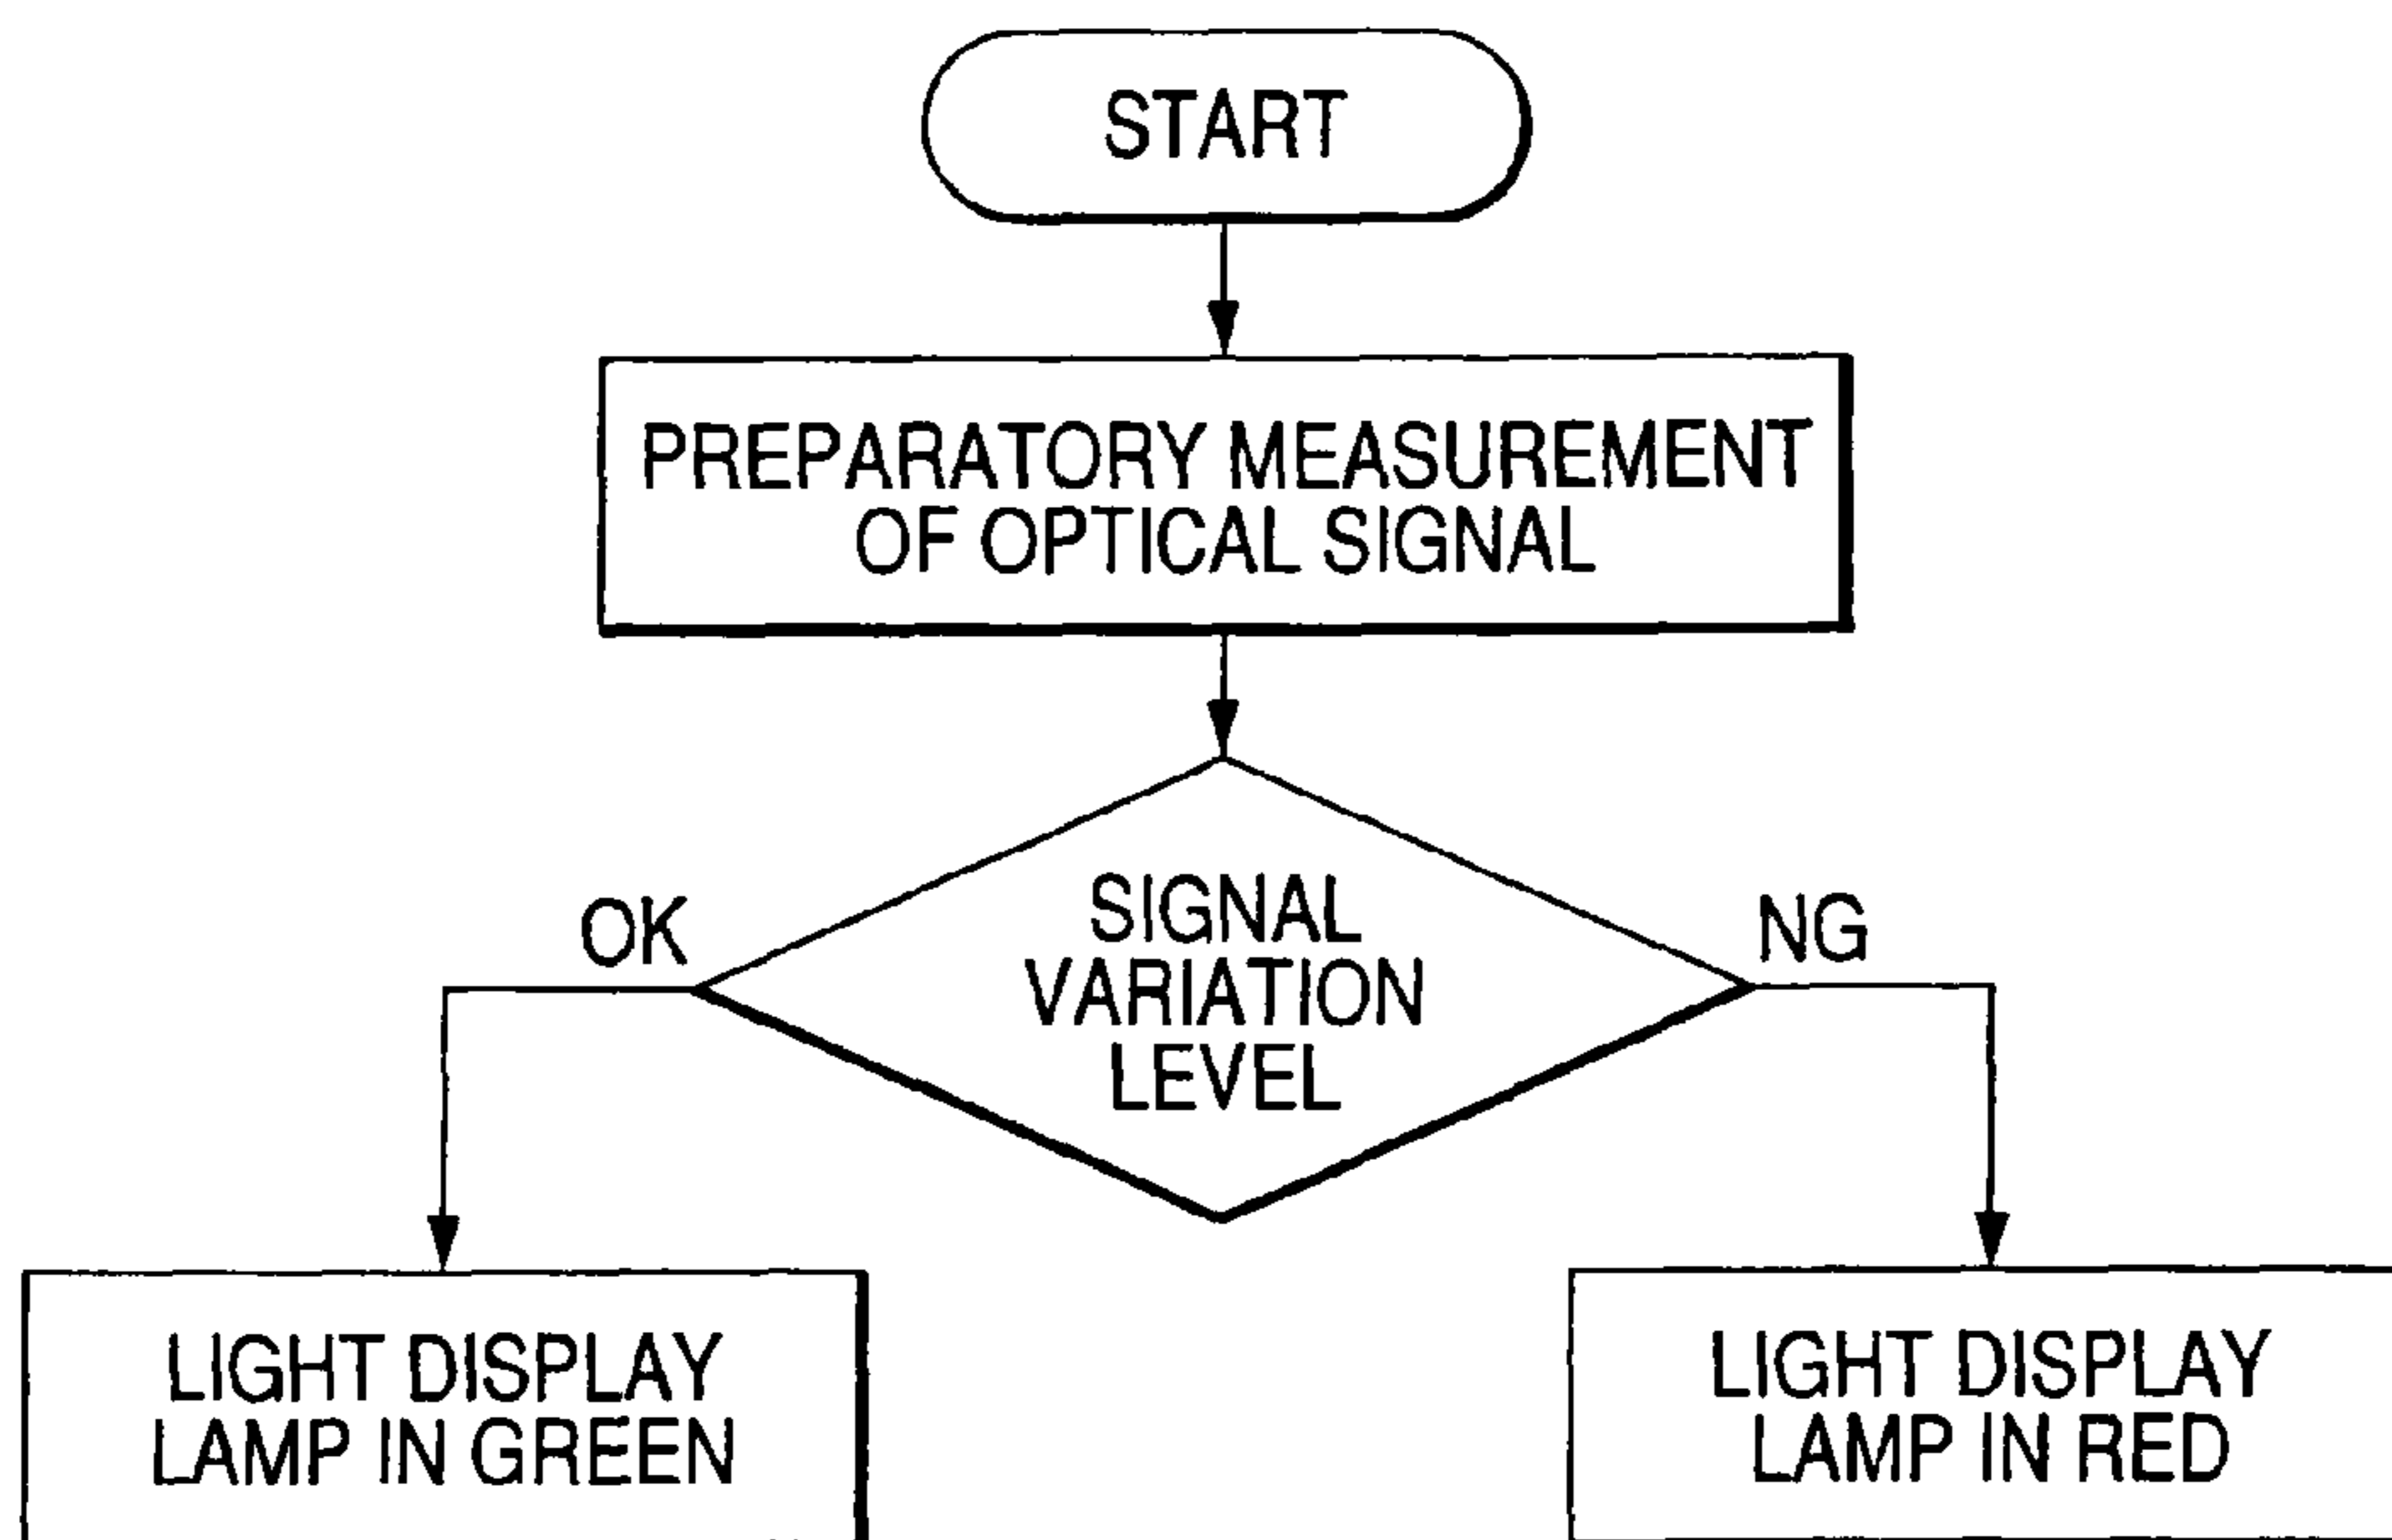 START
PREPARATORY MEASUREMENT
OF OPTICAL SIGNAL
OK
SIGNAL
VARIATION
LEVEL
NG
LIGHT DISPLAY
LAMP IN GREEN
LIGHT DISPLAY
LAMP IN RED